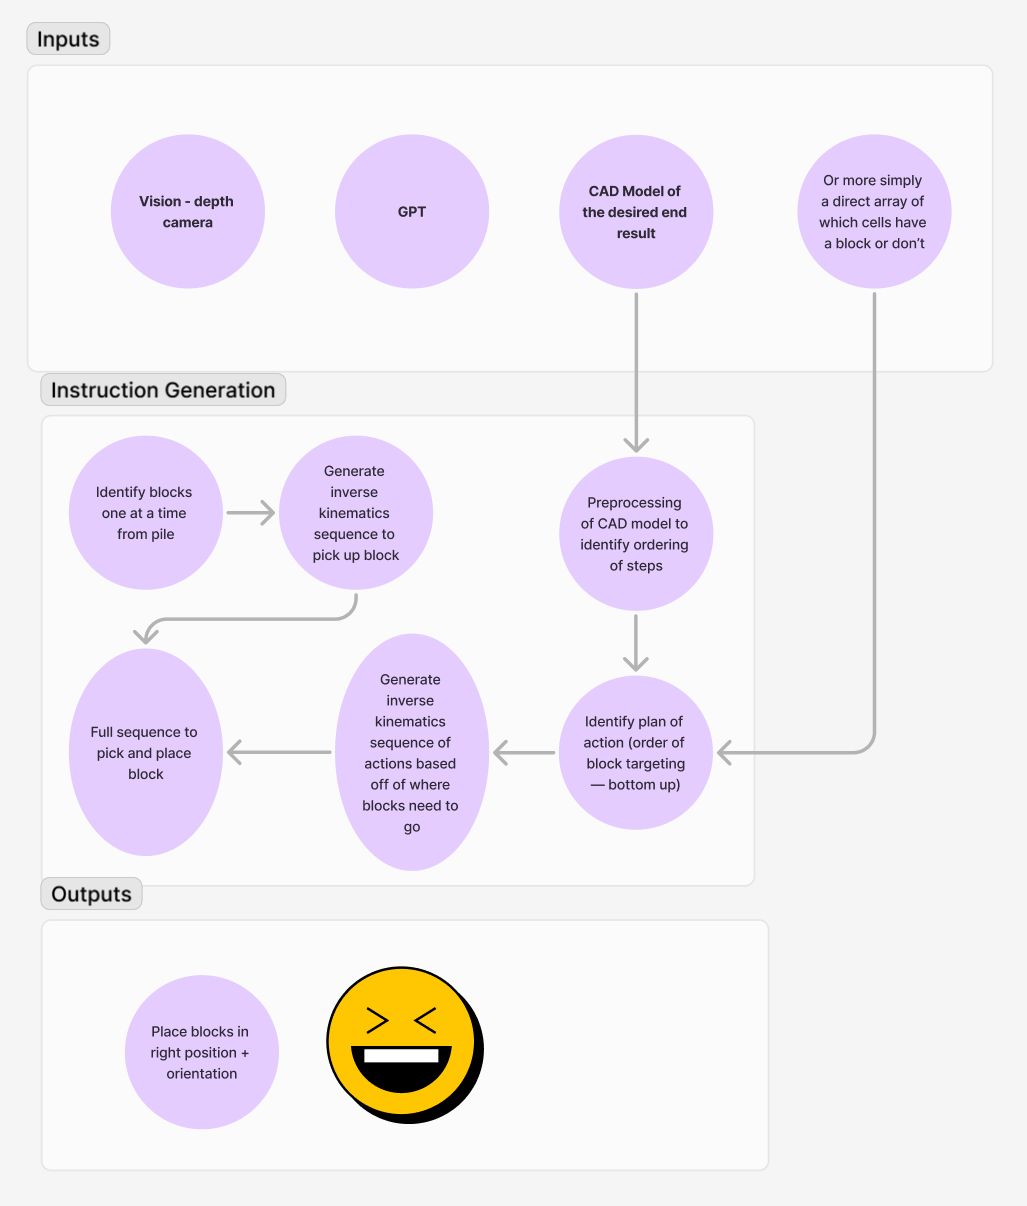 Inputs
Vision - depth
camera
GPT
CAD Model of
the desired end
result
Or more simply
a direct array of
which cells have
a block or don’t
Instruction Generation
Identify blocks
one at a time
from pile
Generate
inverse
kinematics
sequence to
pick up block
Preprocessing
of CAD model to
identify ordering
of steps
Full sequence to
pick and place
block
Generate
inverse
kinematics
sequence of
actions based
off of where
blocks need to
go
Identify plan of
action (order of
block targeting
— bottom up)
Outputs
Place blocks in
right position +
orientation